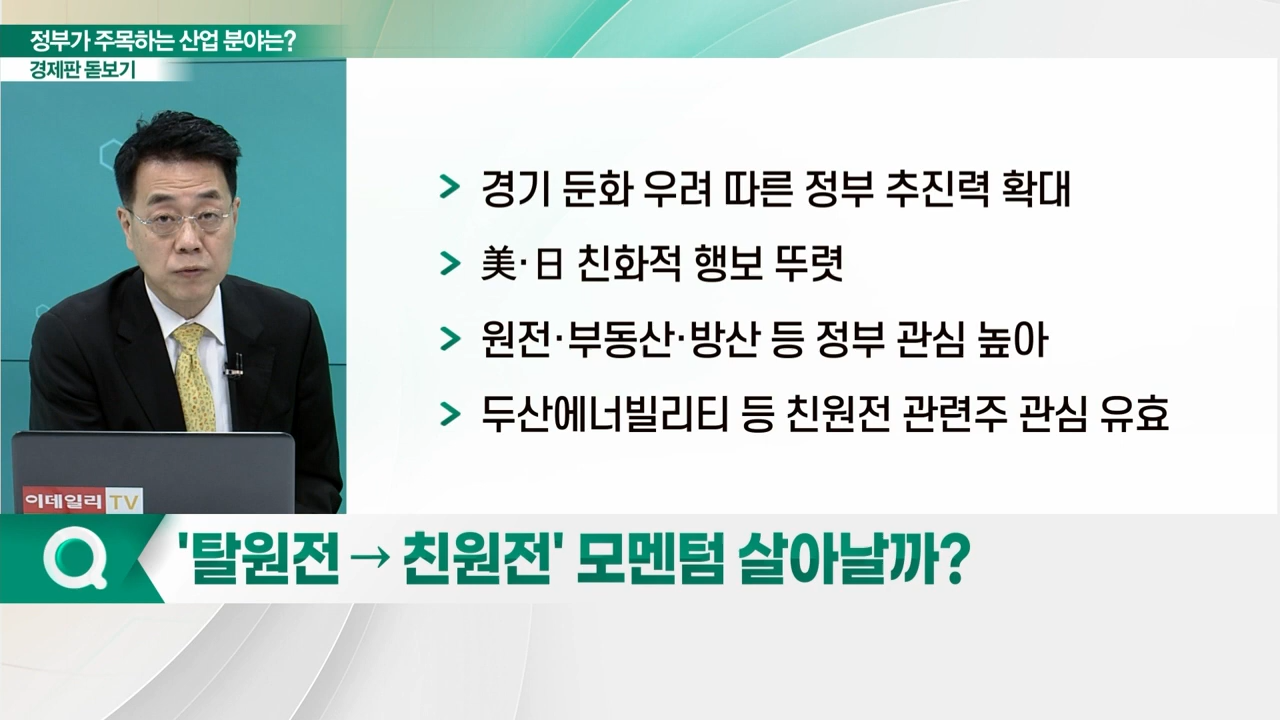 정부가 주목하는 산업 분야는?
경제판 돋보기
> 경기 둔화 우려 따른 정부 추진력 확대
> 美·日 친화적 행보 뚜렷
> 원전·부동산·방산 등 정부 관심 높아
> 두산에너빌리티 등 친원전 관련주 관심 유효
이데일리 TV
Q '탈원전→친원전' 모멘텀 살아날까?